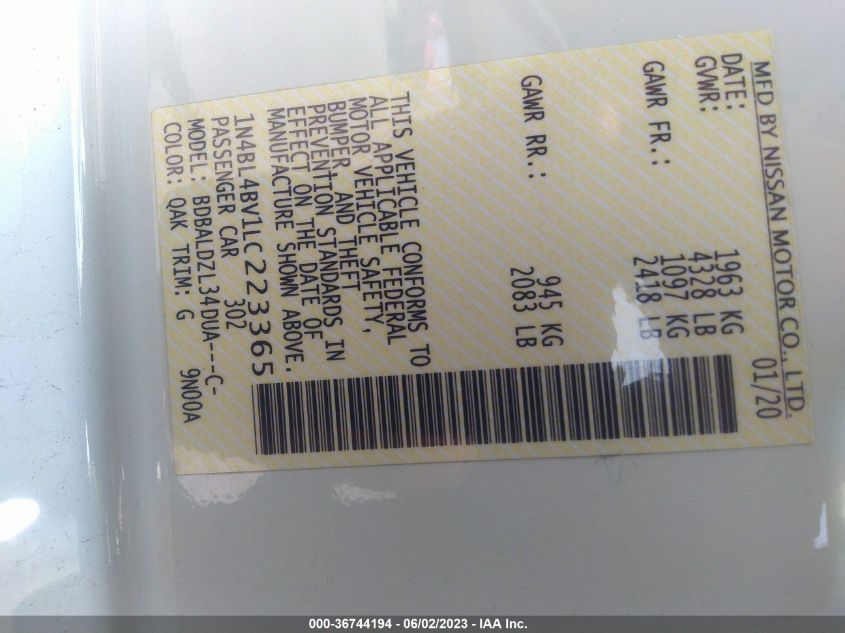 MFD BY NISSAN MOTOR CO., LTD.
DATE: 01/20
GVWR: 1963 KG
4328 LB
GAWR FR.: 1097 KG
2418 LB
GAWR RR.: 945 KG
2083 LB
THIS VEHICLE CONFORMS TO
ALL APPLICABLE FEDERAL
MOTOR VEHICLE SAFETY,
BUMPER, AND THEFT
PREVENTION STANDARDS IN
EFFECT ON THE DATE OF
MANUFACTURE SHOWN ABOVE.
1N4BL4BV1LC223365
PASSENGER CAR 302
MODEL: BDBALDZL34DUA---C-
COLOR: QAK TRIM: G 9N00A
000-36744194 - 06/02/2023 - IAA Inc.